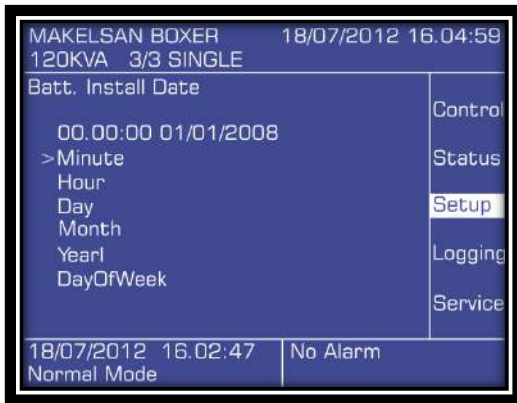 MAKELSAN BOXER 18/07/2012 16.04:59
120KVA 3/3 SINGLE
Batt. Install Date
00.00:00 01/01/2008
>Minute
Hour
Day
Month
Yearl
DayOfWeek
Control
Status
Setup
Logging
Service
18/07/2012 16.02:47 No Alarm
Normal Mode